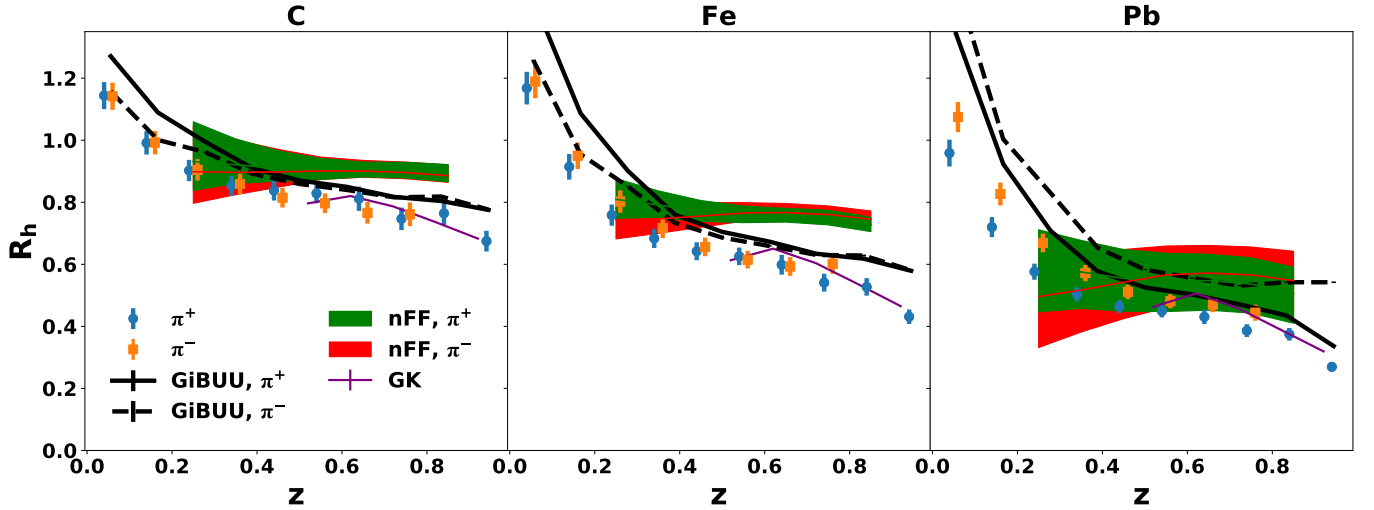 C Fe Pb
R_h
1.2
1.0
0.8
0.6
0.4
0.2
0.0
π⁺ nFF, π⁺
π⁻ nFF, π⁻
GiBUU, π⁺ GK
GiBUU, π⁻
0.0 0.2 0.4 0.6 0.8 0.0 0.2 0.4 0.6 0.8 0.0 0.2 0.4 0.6 0.8
z z z